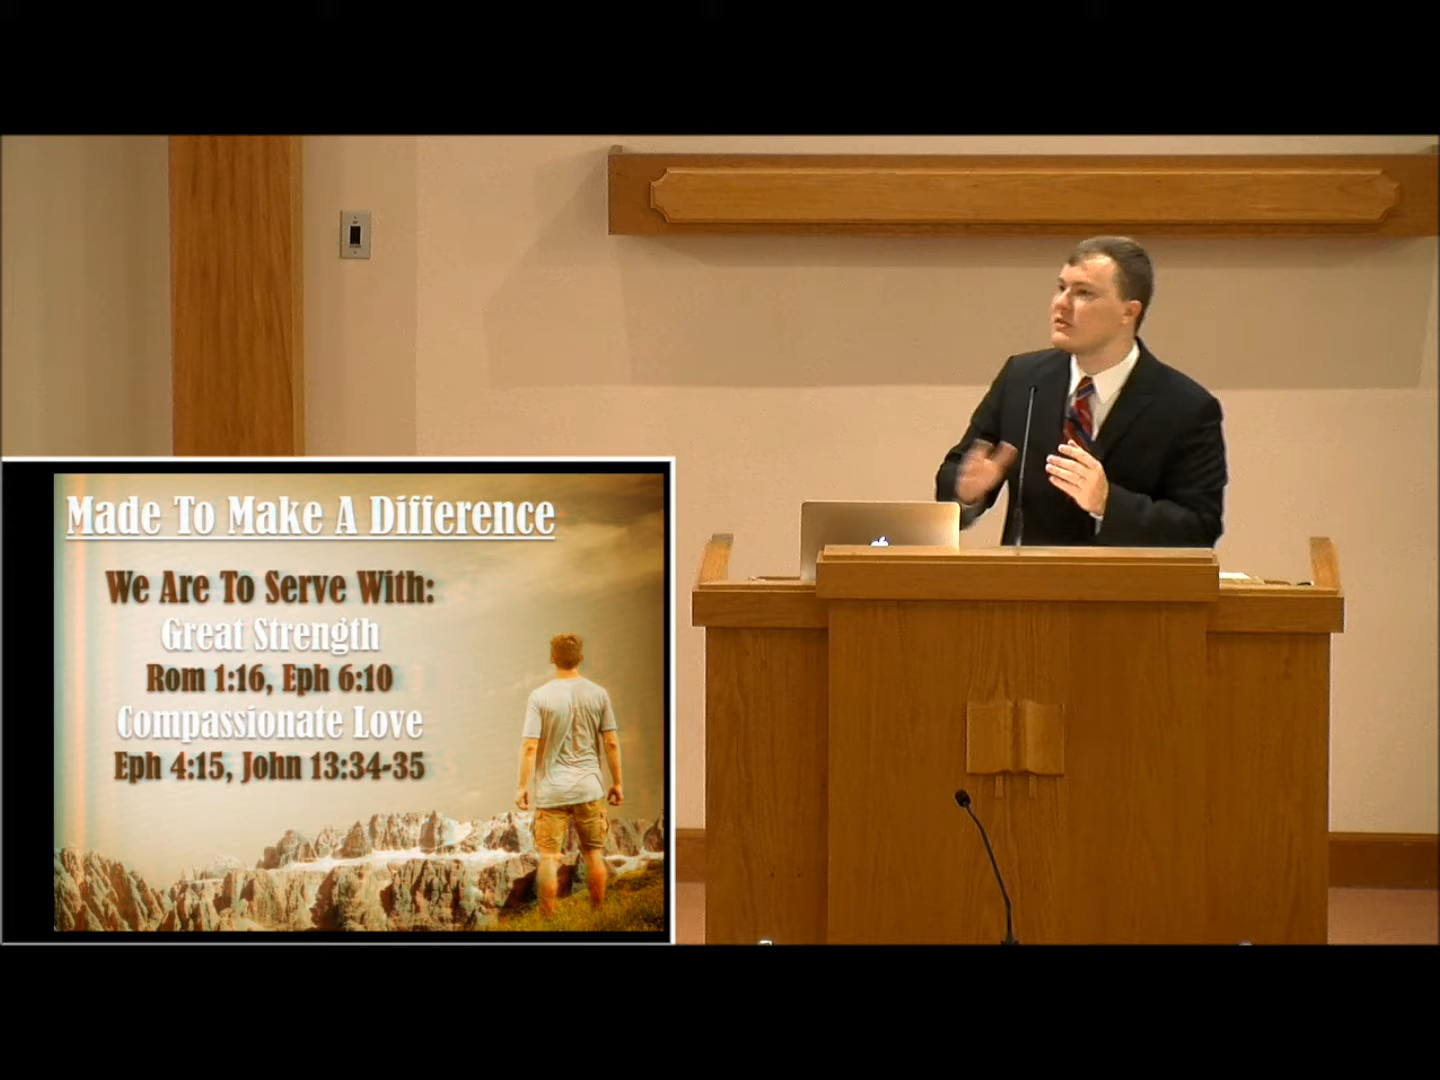 Made To Make A Difference
We Are To Serve With:
Great Strength
Rom 1:16, Eph 6:10
Compassionate Love
Eph 4:15, John 13:34-35